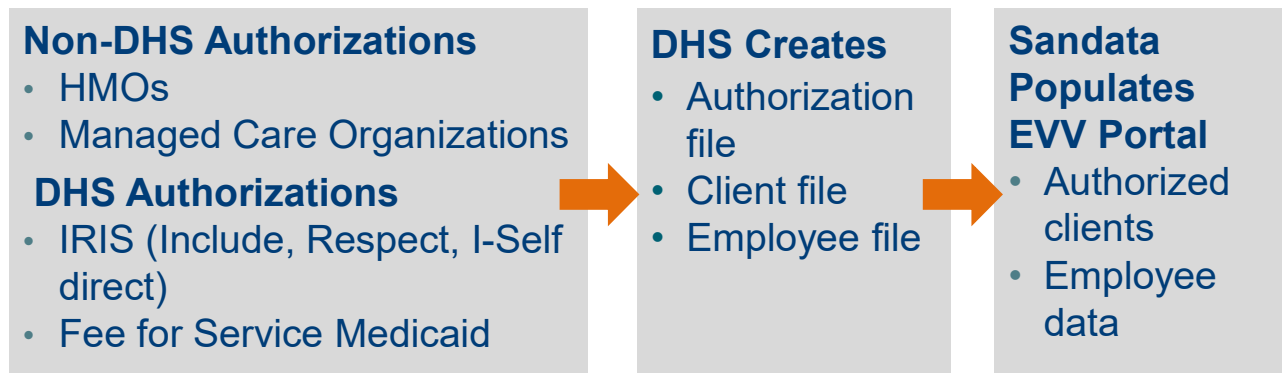 Non-DHS Authorizations
• HMOs
• Managed Care Organizations
DHS Authorizations
• IRIS (Include, Respect, I-Self
direct)
• Fee for Service Medicaid
DHS Creates
• Authorization
file
• Client file
• Employee file
Sandata
Populates
EVV Portal
• Authorized
clients
• Employee
data